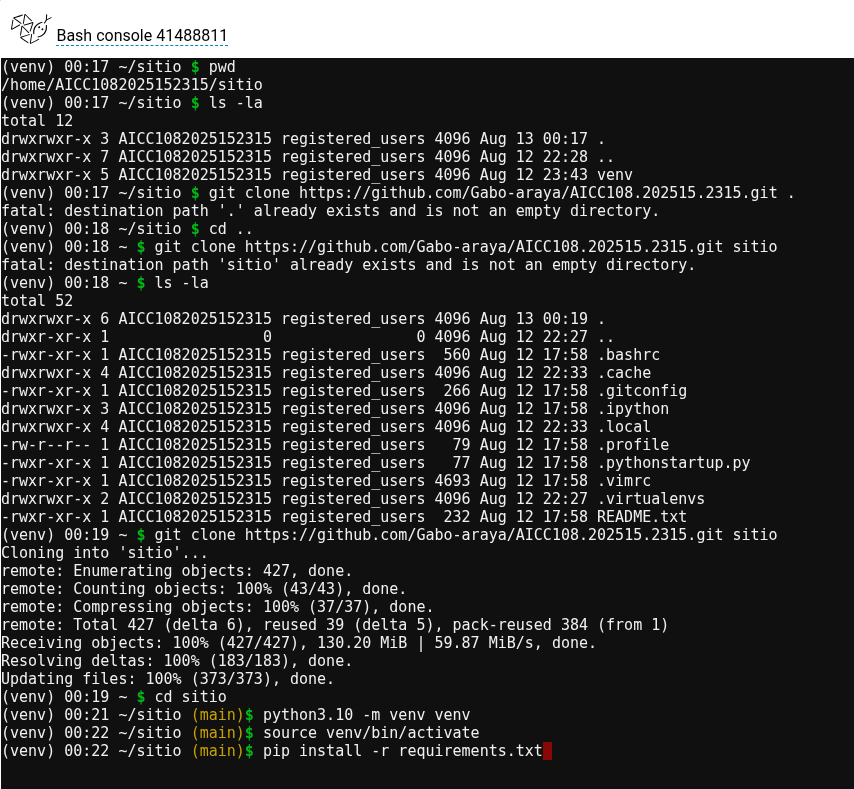 Bash console 41488811
(venv) 00:17 ~/sitio $ pwd
/home/AICC1082025152315/sitio
(venv) 00:17 ~/sitio $ ls -la
total 12
drwxrwxr-x 3 AICC1082025152315 registered_users 4096 Aug 13 00:17 .
drwxrwxr-x 7 AICC1082025152315 registered_users 4096 Aug 12 22:28 ..
drwxrwxr-x 5 AICC1082025152315 registered_users 4096 Aug 12 23:43 venv
(venv) 00:17 ~/sitio $ git clone https://github.com/Gabo-araya/AICC108.202515.2315.git .
fatal: destination path '.' already exists and is not an empty directory.
(venv) 00:18 ~/sitio $ cd ..
(venv) 00:18 ~ $ git clone https://github.com/Gabo-araya/AICC108.202515.2315.git sitio
fatal: destination path 'sitio' already exists and is not an empty directory.
(venv) 00:18 ~ $ ls -la
total 52
drwxrwxr-x 6 AICC1082025152315 registered_users 4096 Aug 13 00:19 .
drwxr-xr-x 1                 0                0 4096 Aug 12 22:27 ..
-rwxr-xr-x 1 AICC1082025152315 registered_users  560 Aug 12 17:58 .bashrc
drwxrwxr-x 4 AICC1082025152315 registered_users 4096 Aug 12 22:33 .cache
-rwxr-xr-x 1 AICC1082025152315 registered_users  266 Aug 12 17:58 .gitconfig
drwxrwxr-x 3 AICC1082025152315 registered_users 4096 Aug 12 17:58 .ipython
drwxrwxr-x 4 AICC1082025152315 registered_users 4096 Aug 12 22:33 .local
-rw-r--r-- 1 AICC1082025152315 registered_users   79 Aug 12 17:58 .profile
-rwxr-xr-x 1 AICC1082025152315 registered_users   77 Aug 12 17:58 .pythonstartup.py
-rwxr-xr-x 1 AICC1082025152315 registered_users 4693 Aug 12 17:58 .vimrc
drwxrwxr-x 2 AICC1082025152315 registered_users 4096 Aug 12 22:27 .virtualenvs
-rwxr-xr-x 1 AICC1082025152315 registered_users  232 Aug 12 17:58 README.txt
(venv) 00:19 ~ $ git clone https://github.com/Gabo-araya/AICC108.202515.2315.git sitio
Cloning into 'sitio'...
remote: Enumerating objects: 427, done.
remote: Counting objects: 100% (43/43), done.
remote: Compressing objects: 100% (37/37), done.
remote: Total 427 (delta 6), reused 39 (delta 5), pack-reused 384 (from 1)
Receiving objects: 100% (427/427), 130.20 MiB | 59.87 MiB/s, done.
Resolving deltas: 100% (183/183), done.
Updating files: 100% (373/373), done.
(venv) 00:19 ~ $ cd sitio
(venv) 00:21 ~/sitio (main)$ python3.10 -m venv venv
(venv) 00:22 ~/sitio (main)$ source venv/bin/activate
(venv) 00:22 ~/sitio (main)$ pip install -r requirements.txt